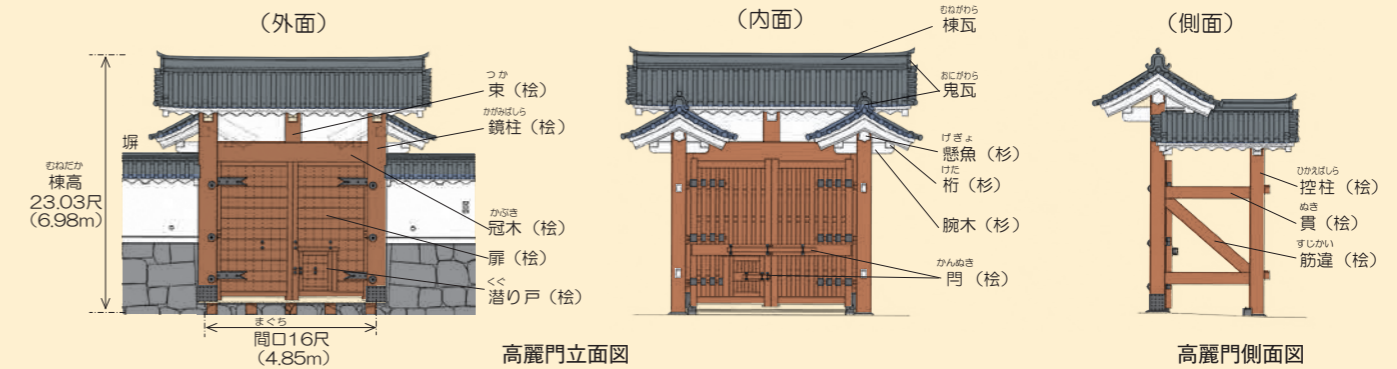 （外面）
つか
束（桧）
かがみばしら
鏡柱（桧）
塀
むねだか
棟高
23.03尺
（6.98m）
かぶき
冠木（桧）
扉（桧）
くぐ
潜り戸（桧）
まぐち
間口16尺
（4.85m）
（内面）
むねがわら
棟瓦
おにがわら
鬼瓦
げぎょ
懸魚（杉）
けた
桁（杉）
腕木（杉）
かんぬき
閂（桧）
高麗門立面図
（側面）
ひかえばしら
控柱（桧）
ぬき
貫（桧）
すじかい
筋違（桧）
高麗門側面図